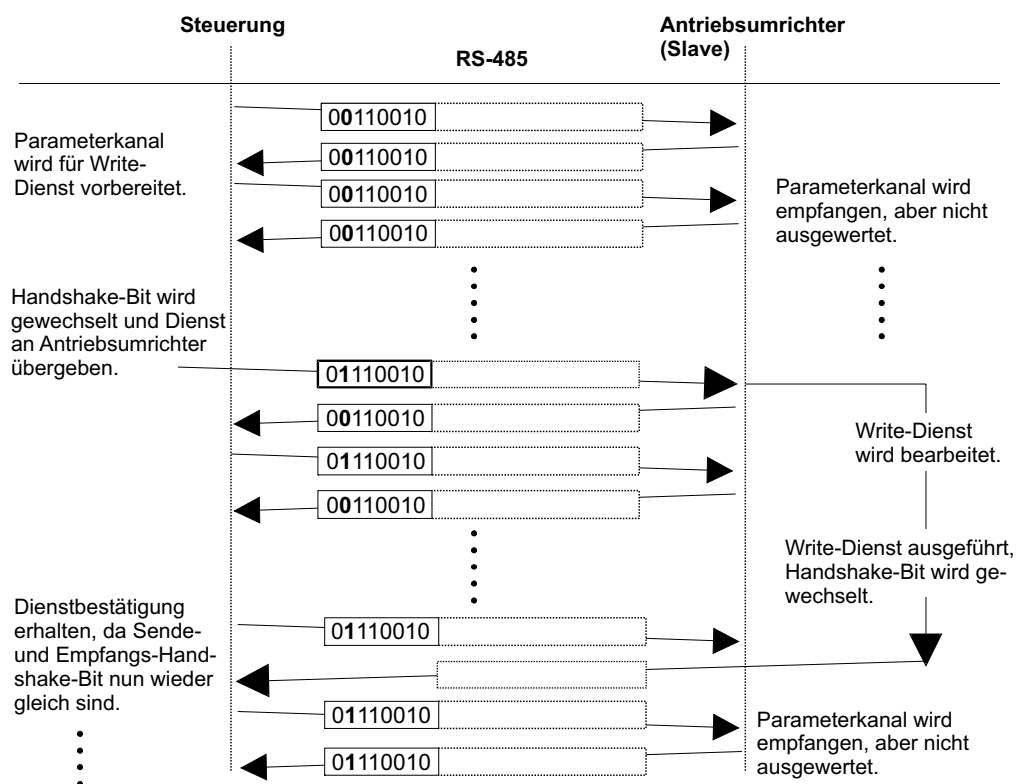 Steuerung
RS-485
Antriebsumrichter
(Slave)
00110010
Parameterkanal
wird für Write-
Dienst vorbereitet.
00110010
00110010
00110010
Parameterkanal wird
empfangen, aber nicht
ausgewertet.
Handshake-Bit wird
gewechselt und Dienst
an Antriebsumrichter
übergeben.
01110010
00110010
01110010
00110010
Write-Dienst
wird bearbeitet.
Write-Dienst ausgeführt,
Handshake-Bit wird ge-
wechselt.
Dienstbestätigung
erhalten, da Sende-
und Empfangs-Hand-
shake-Bit nun wieder
gleich sind.
01110010
01110010
01110010
Parameterkanal wird
empfangen, aber nicht
ausgewertet.